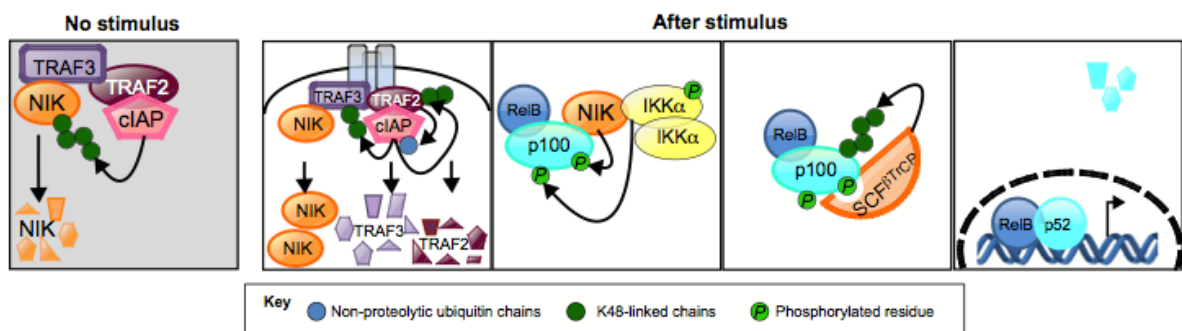 No stimulus
After stimulus
TRAF3
TRAF2
NIK
cIAP
NIK
TRAF3
TRAF2
NIK
cIAP
NIK
NIK
TRAF3
TRAF2
RelB
NIK
P
IKKα
IKKα
p100
P
P
RelB
p100
P
P
SCFβTrCP
RelB
p52
Key
Non-proteolytic ubiquitin chains
K48-linked chains
P
Phosphorylated residue